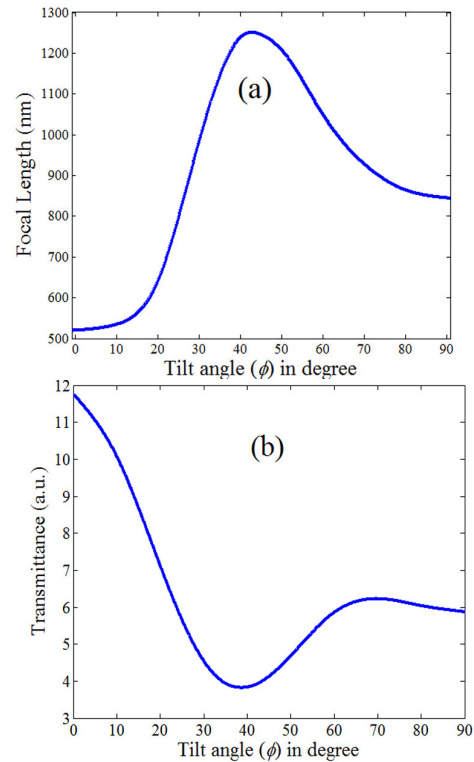 1300
1200
(a)
1100
1000
900
800
700
600
500
Focal Length (nm)
0 10 20 30 40 50 60 70 80 90
Tilt angle (ϕ) in degree
12
11
(b)
10
9
8
7
6
5
4
3
Transmittance (a.u.)
0 10 20 30 40 50 60 70 80 90
Tilt angle (ϕ) in degree